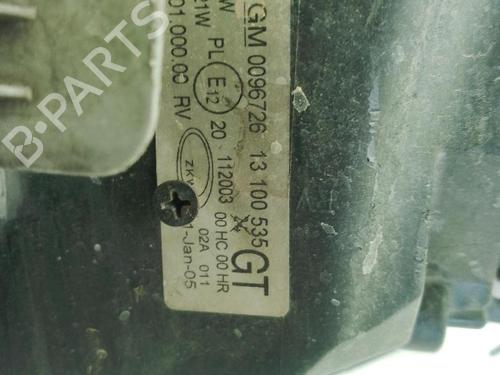 GM 0096726 13 100 535 GT
21W PL E12 20 112003 00 HC 00 HR
01.000.00 RV ZKW 02A 011
-Jan-05
B-PARTS